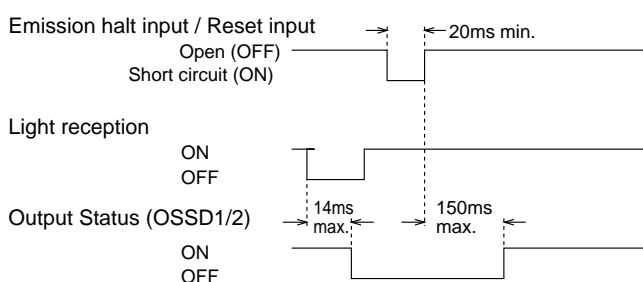 Emission halt input / Reset input
20ms min.
Open (OFF)
Short circuit (ON)
Light reception
ON
OFF
14ms
max.
150ms
max.
Output Status (OSSD1/2)
ON
OFF